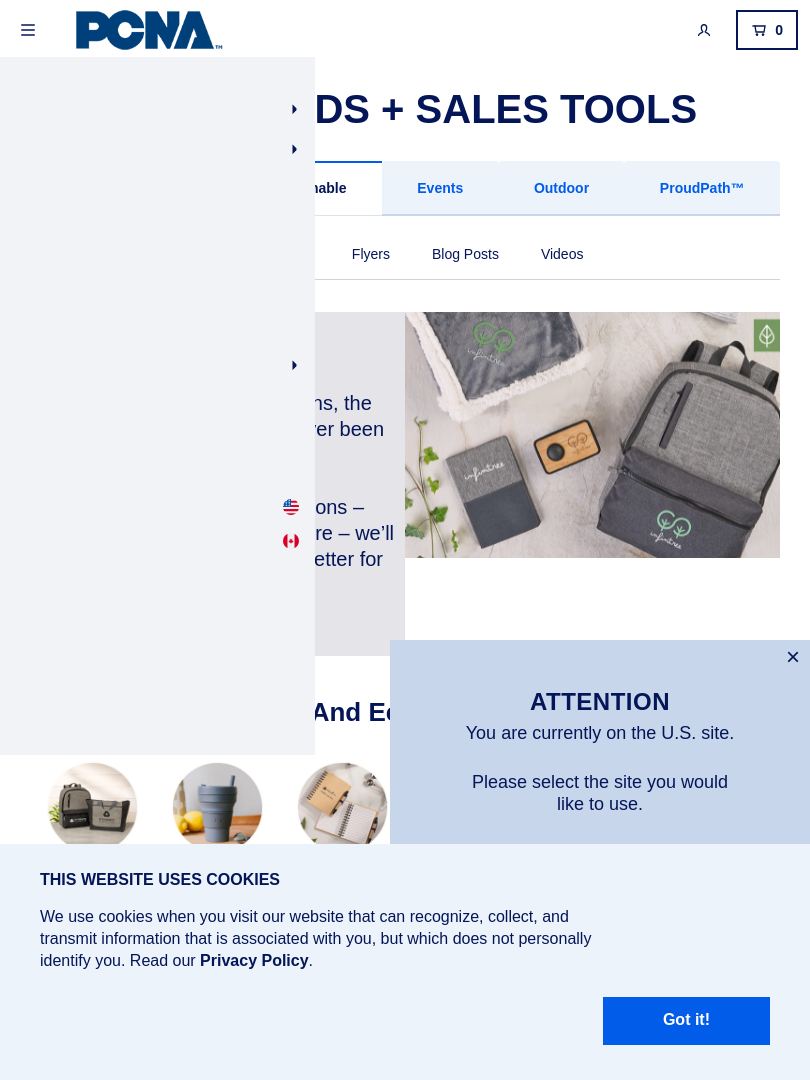 PCNA™
0
DS + SALES TOOLS
nable
Events
Outdoor
ProudPath™
Flyers
Blog Posts
Videos
ns, the
ver been
ons –
re – we'll
etter for
infinitree
infinitree
infinitree
And Ec
ATTENTION
You are currently on the U.S. site.
Please select the site you would
like to use.
THIS WEBSITE USES COOKIES
We use cookies when you visit our website that can recognize, collect, and
transmit information that is associated with you, but which does not personally
identify you. Read our Privacy Policy.
Got it!